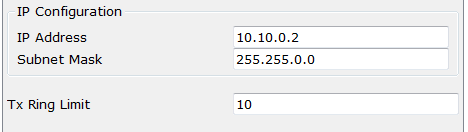 IP Configuration
IP Address 10.10.0.2
Subnet Mask 255.255.0.0
Tx Ring Limit 10